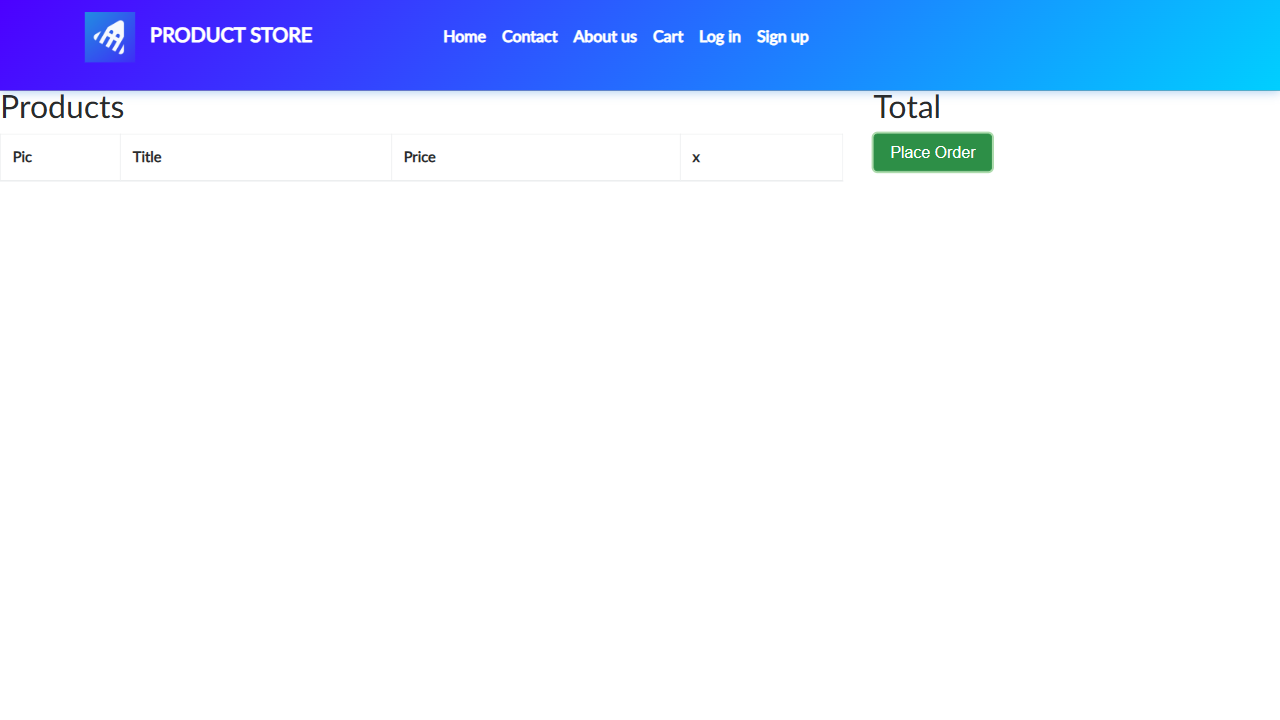 PRODUCT STORE
Home Contact About us Cart Log in Sign up
Products
Total
Pic Title Price x
Place Order